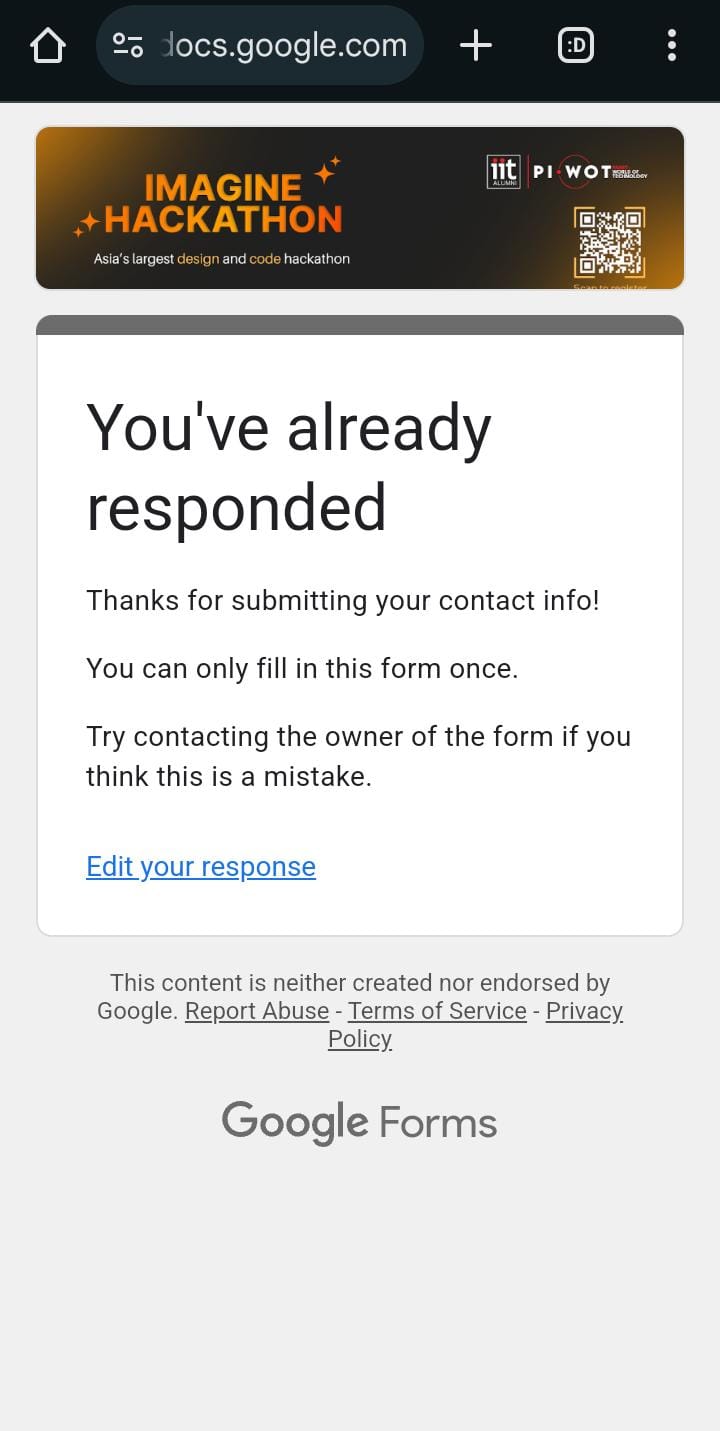 docs.google.com
:D
IMAGINE
HACKATHON
Asia's largest design and code hackathon
iit
ALUMNI
PI WOT
WORLD OF
TECHNOLOGY
Scan to register
You've already
responded
Thanks for submitting your contact info!
You can only fill in this form once.
Try contacting the owner of the form if you
think this is a mistake.
Edit your response
This content is neither created nor endorsed by
Google. Report Abuse - Terms of Service - Privacy
Policy
Google Forms